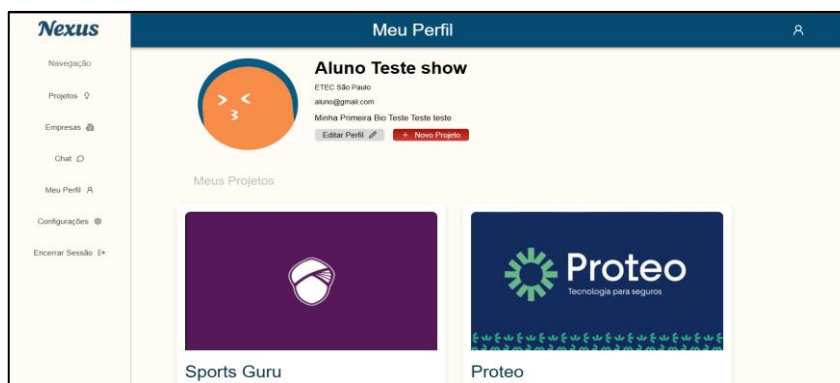 Nexus
Meu Perfil
Navegação
Projetos
Empresas
Chat
Meu Perfil
Configurações
Encerrar Sessão
Aluno Teste show
ETEC São Paulo
aluno@gmail.com
Minha Primeira Bio Teste Teste teste
Editar Perfil
+ Novo Projeto
Meus Projetos
Proteo
Tecnologia para seguros
Sports Guru
Proteo